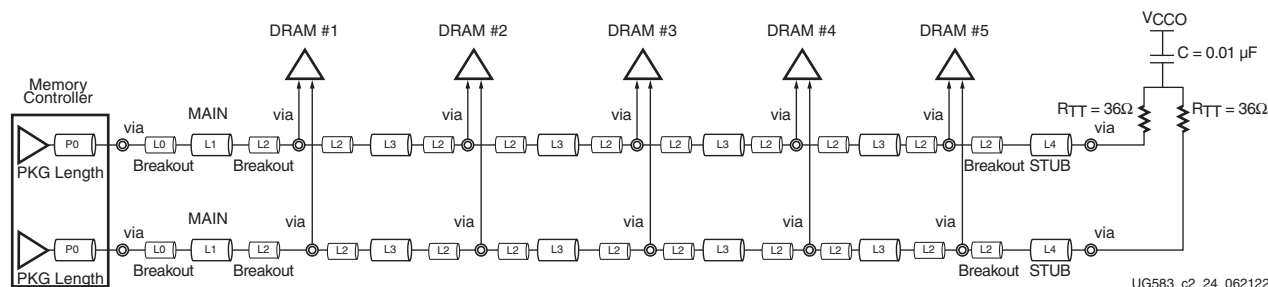 DRAM #1 DRAM #2 DRAM #3 DRAM #4 DRAM #5 VCCO
C = 0.01 µF
Memory
Controller
MAIN
via via via via via via RTT = 36Ω RTT = 36Ω via
P0 L0 L1 L2 L2 L3 L2 L2 L3 L2 L2 L3 L2 L2 L3 L2 L2 L4
PKG Length Breakout Breakout Breakout STUB
MAIN
via via via via via via via
P0 L0 L1 L2 L2 L3 L2 L2 L3 L2 L2 L3 L2 L2 L3 L2 L2 L4
PKG Length Breakout Breakout Breakout STUB
UG583_c2_24_062122